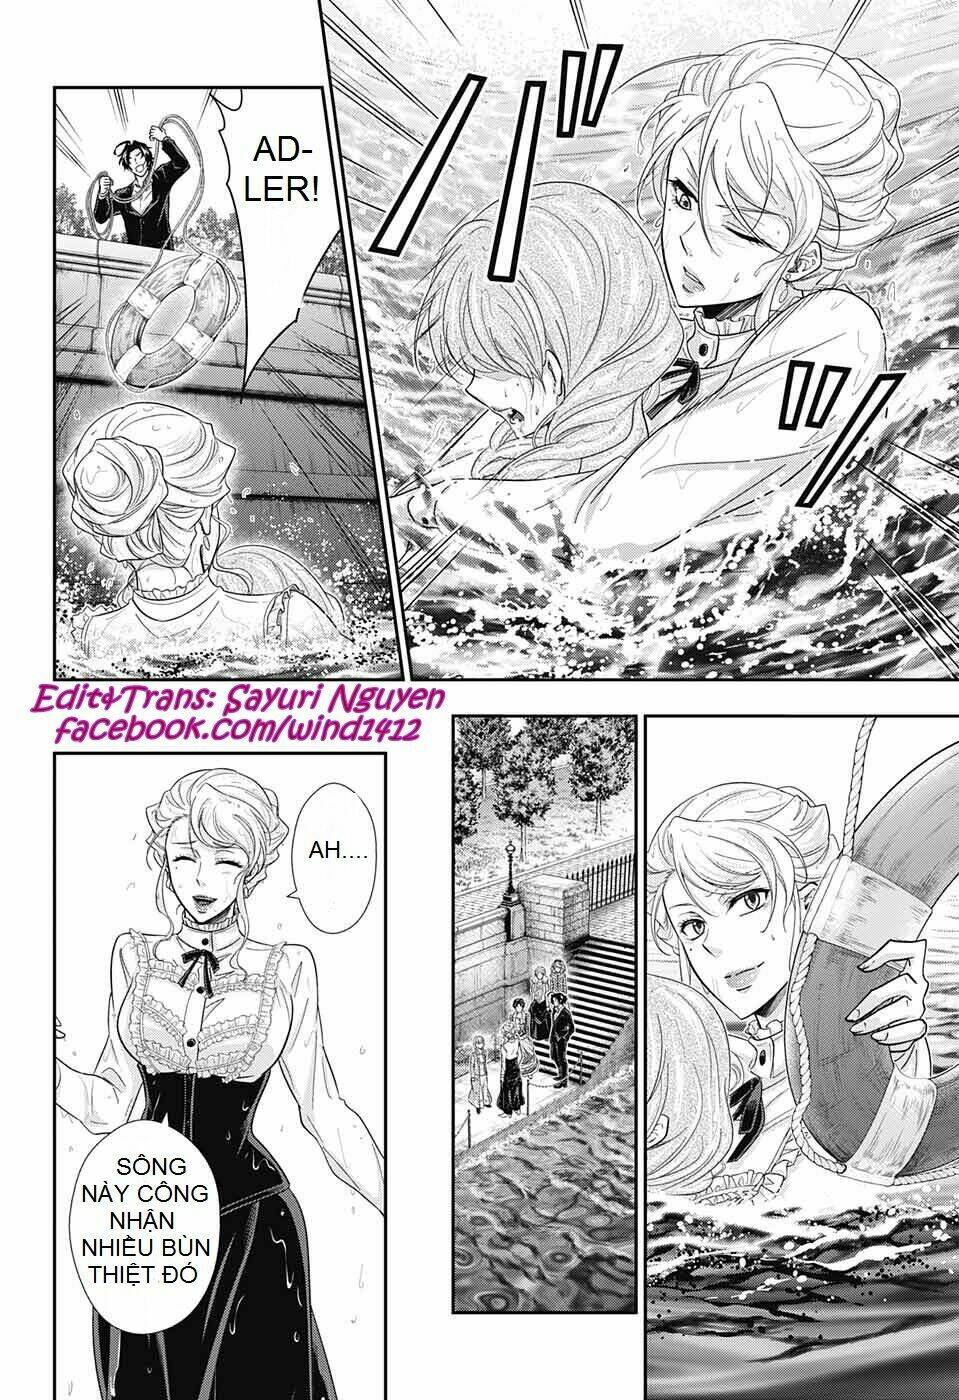 AD-
LER!
Edit&Trans: Sayuri Nguyen
facebook.com/wind1412
AH....
SÔNG
NÀY CÔNG
NHẬN
NHIỀU BÙN
THIỆT ĐÓ